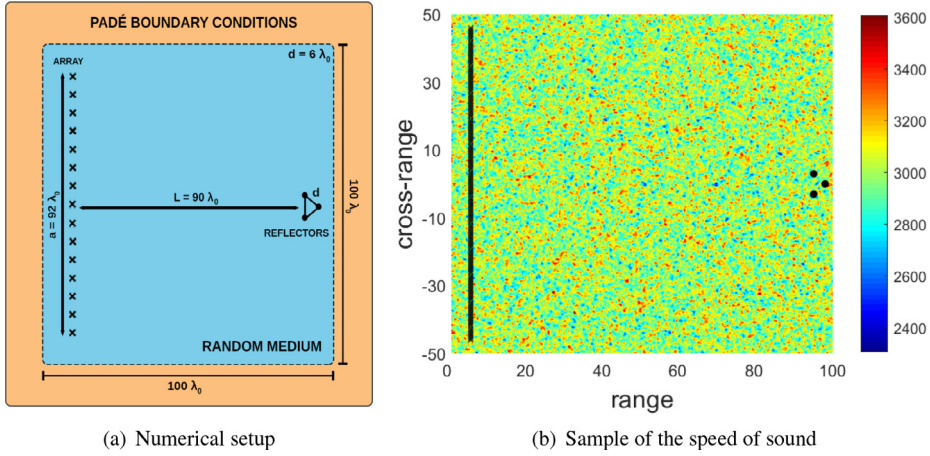 PADÉ BOUNDARY CONDITIONS
d = 6 λ₀
ARRAY
a = 92 λ₀
L = 90 λ₀
d
REFLECTORS
100 λ₀
RANDOM MEDIUM
100 λ₀
(a) Numerical setup
50
30
10
-10
-30
-50
cross-range
0
20
40
60
80
100
range
3600
3400
3200
3000
2800
2600
2400
(b) Sample of the speed of sound